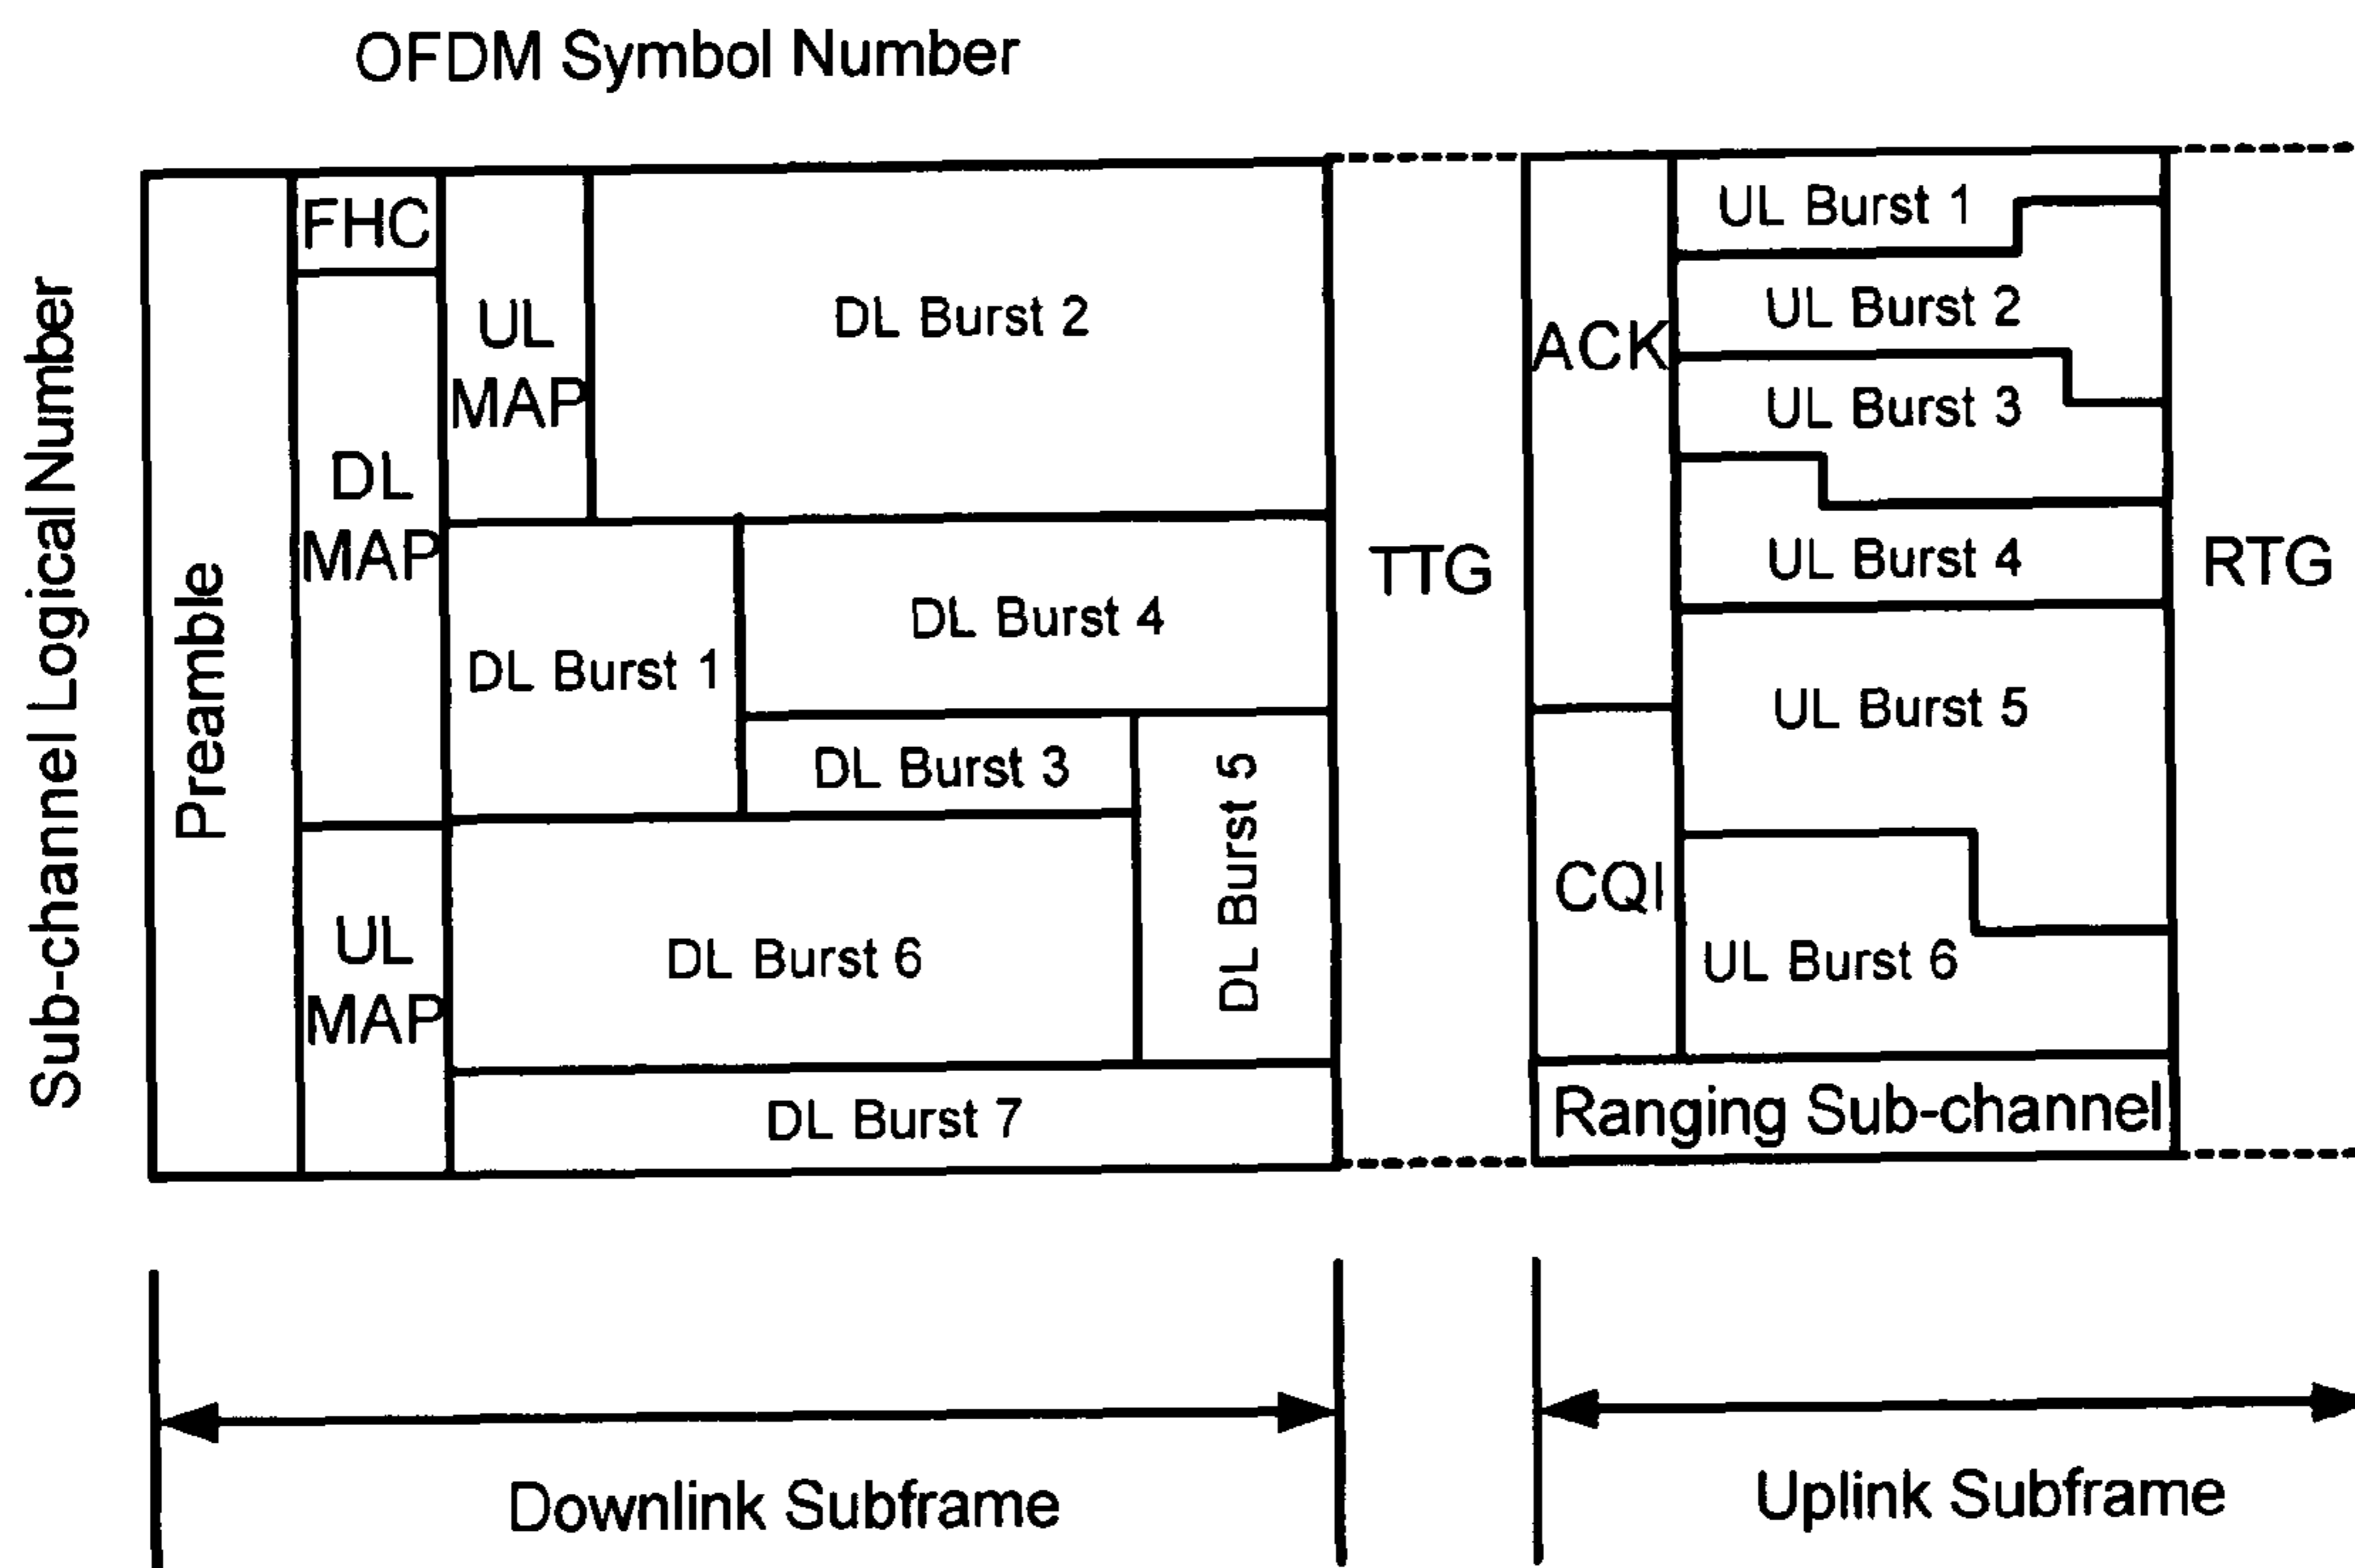 OFDM Symbol Number
Sub-channel Logical Number
Preamble
FHC
DL
MAP
UL
MAP
UL
MAP
DL Burst 2
DL Burst 1
DL Burst 4
DL Burst 3
DL Burst 5
DL Burst 6
DL Burst 7
TTG
ACK
CQI
UL Burst 1
UL Burst 2
UL Burst 3
UL Burst 4
UL Burst 5
UL Burst 6
Ranging Sub-channel
RTG
Downlink Subframe
Uplink Subframe